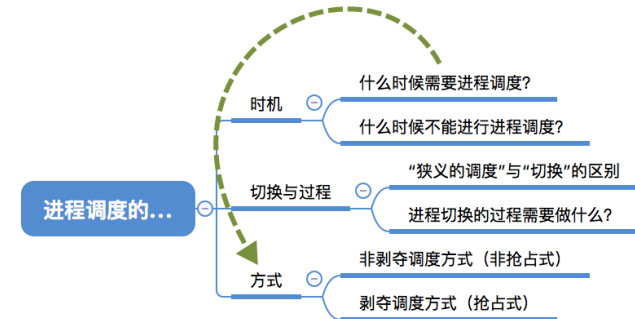 进程调度的...
时机
什么时候需要进程调度?
什么时候不能进行进程调度?
切换与过程
“狭义的调度”与“切换”的区别
进程切换的过程需要做什么?
方式
非剥夺调度方式（非抢占式）
剥夺调度方式（抢占式）